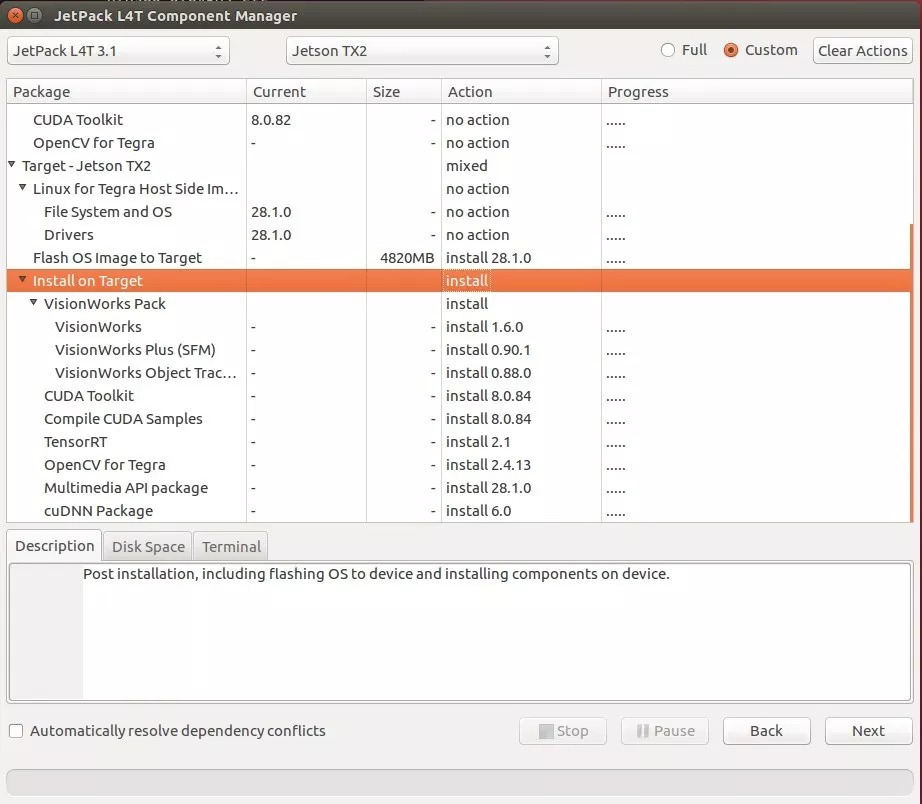 JetPack L4T Component Manager
JetPack L4T 3.1 Jetson TX2 Full Custom Clear Actions
Package Current Size Action Progress
CUDA Toolkit 8.0.82 - no action .....
OpenCV for Tegra - - no action .....
Target - Jetson TX2 mixed
Linux for Tegra Host Side Im... no action
File System and OS 28.1.0 - no action .....
Drivers 28.1.0 - no action .....
Flash OS Image to Target - 4820MB install 28.1.0 .....
Install on Target install
VisionWorks Pack install
VisionWorks - - install 1.6.0 .....
VisionWorks Plus (SFM) - - install 0.90.1 .....
VisionWorks Object Trac... - - install 0.88.0 .....
CUDA Toolkit - - install 8.0.84 .....
Compile CUDA Samples - - install 8.0.84 .....
TensorRT - - install 2.1 .....
OpenCV for Tegra - - install 2.4.13 .....
Multimedia API package - - install 28.1.0 .....
cuDNN Package - - install 6.0 .....
Description Disk Space Terminal
Post installation, including flashing OS to device and installing components on device.
Automatically resolve dependency conflicts Stop Pause Back Next